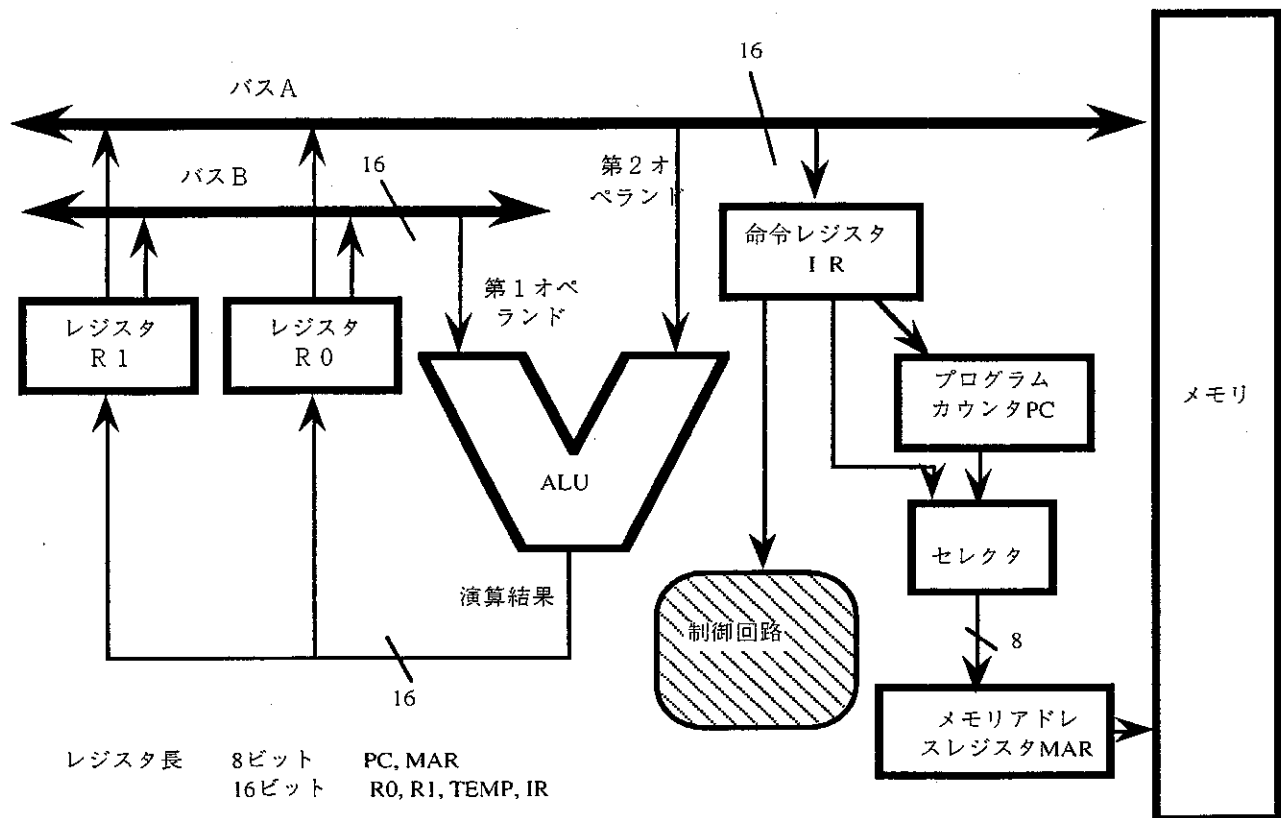 16
バスA
バスB
16
第2オ
ペランド
命令レジスタ
IR
第1オペ
ランド
レジスタ
R1
レジスタ
R0
プログラム
カウンタPC
メモリ
ALU
セレクタ
演算結果
制御回路
8
16
メモリアドレ
スレジスタMAR
レジスタ長 8ビット PC, MAR
16ビット R0, R1, TEMP, IR